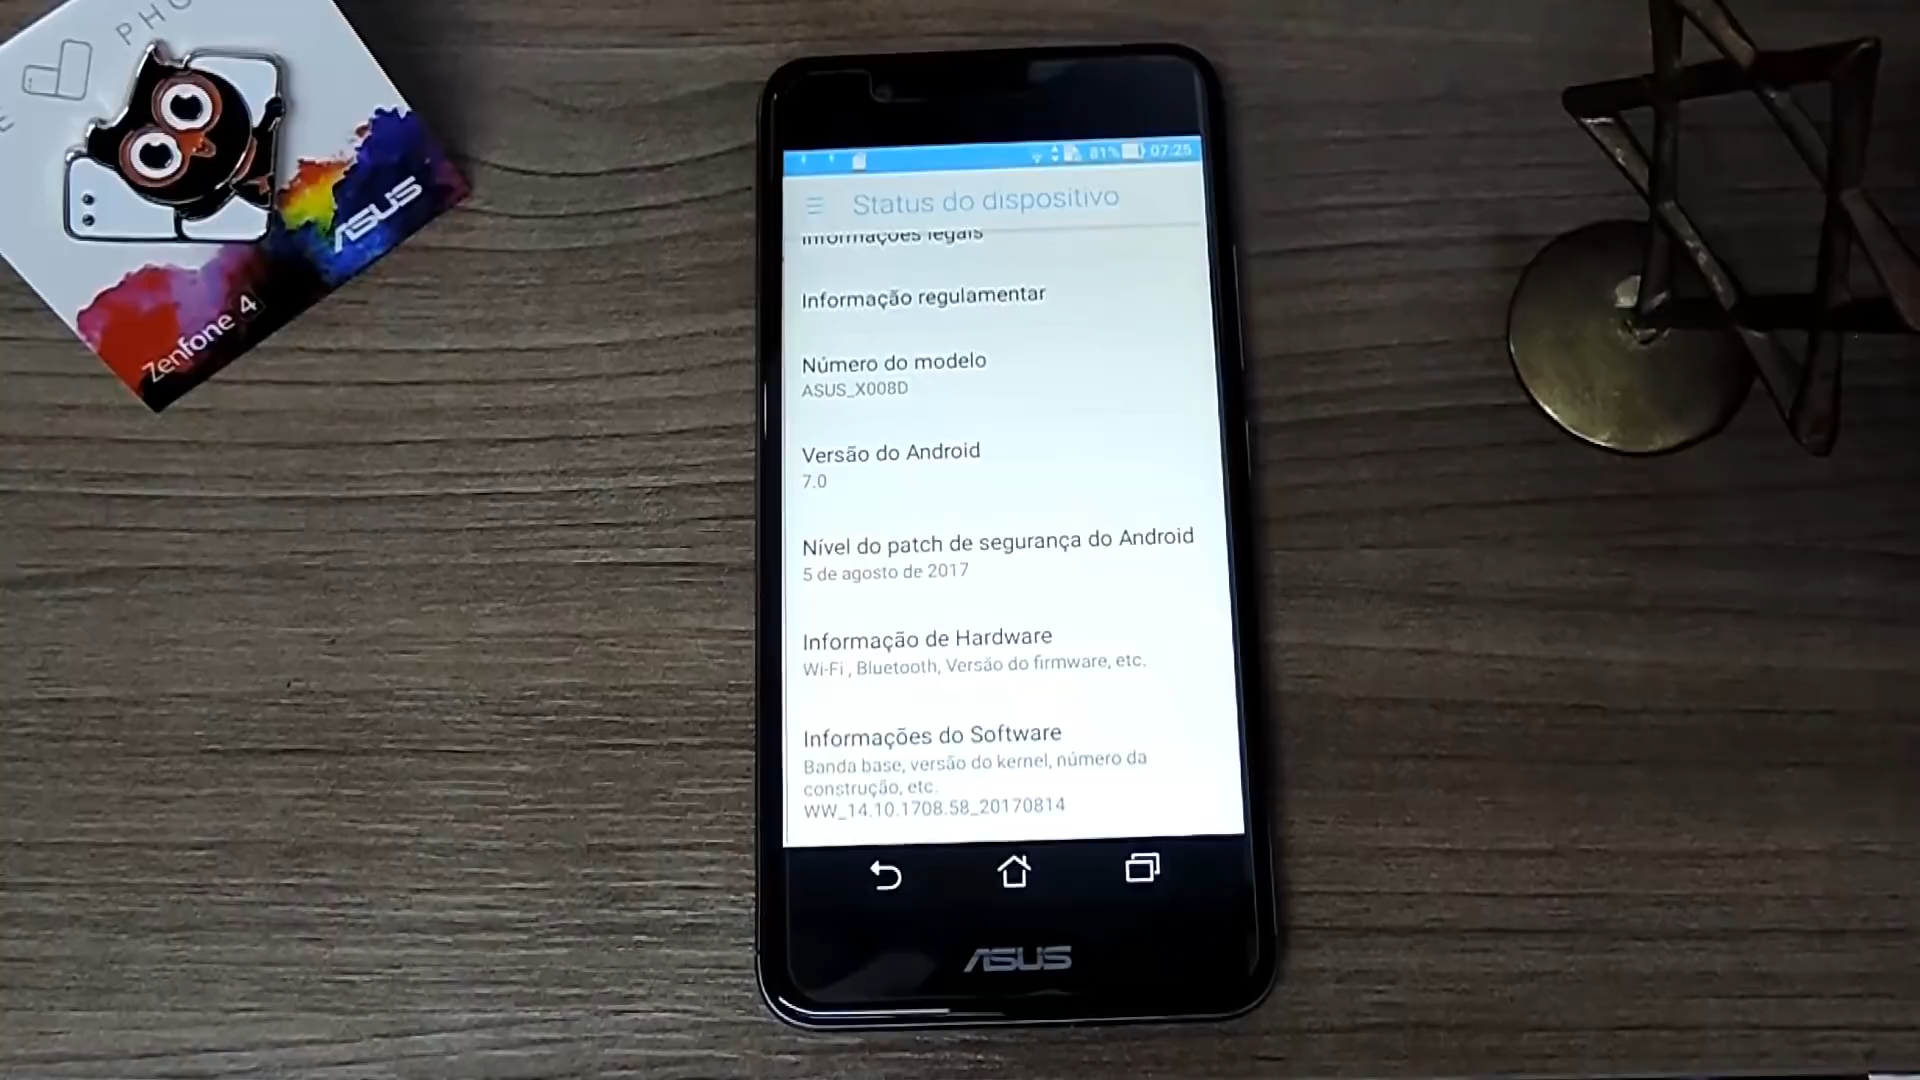 PHO
ASUS
Zenfone 4
81% 07:25
Status do dispositivo
Informações legais
Informação regulamentar
Número do modelo
ASUS_X008D
Versão do Android
7.0
Nível do patch de segurança do Android
5 de agosto de 2017
Informação de Hardware
Wi-Fi , Bluetooth, Versão do firmware, etc.
Informações do Software
Banda base, versão do kernel, número da
construção, etc.
WW_14.10.1708.58_20170814
ASUS